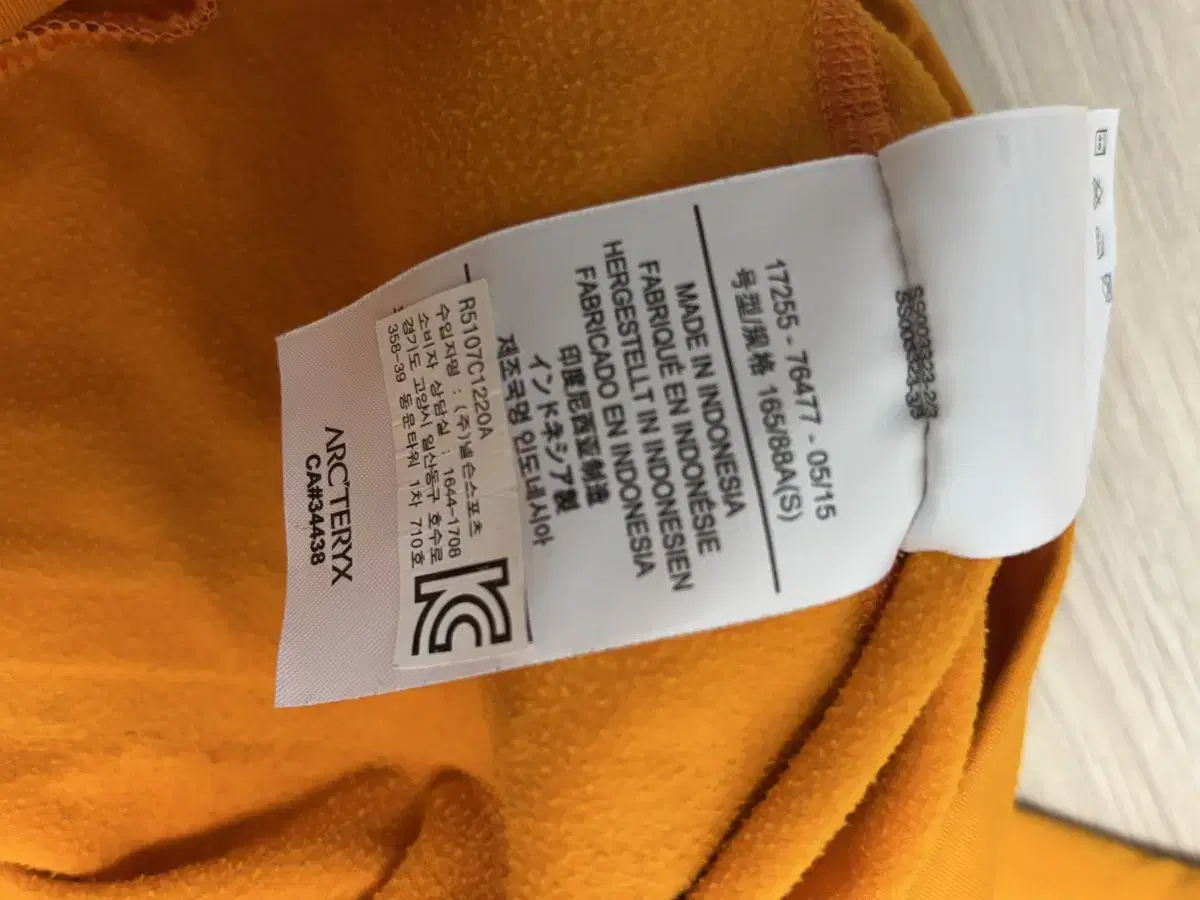 17255 - 76477 - 05/15
号型/规格 165/88A(S)
MADE IN INDONESIA
FABRIQUÉ EN INDONÉSIE
HERGESTELLT IN INDONESIEN
FABRICADO EN INDONESIA
印度尼西亚制造
インドネシア製
제조국명 인도네시아
R5107C1220A
수입자명 : (주)넬슨스포츠
소비자 상담실 : 1644-1708
경기도 고양시 일산동구 호수로
358-39 동문타워 1차 710호
ARC'TERYX
CA#34438